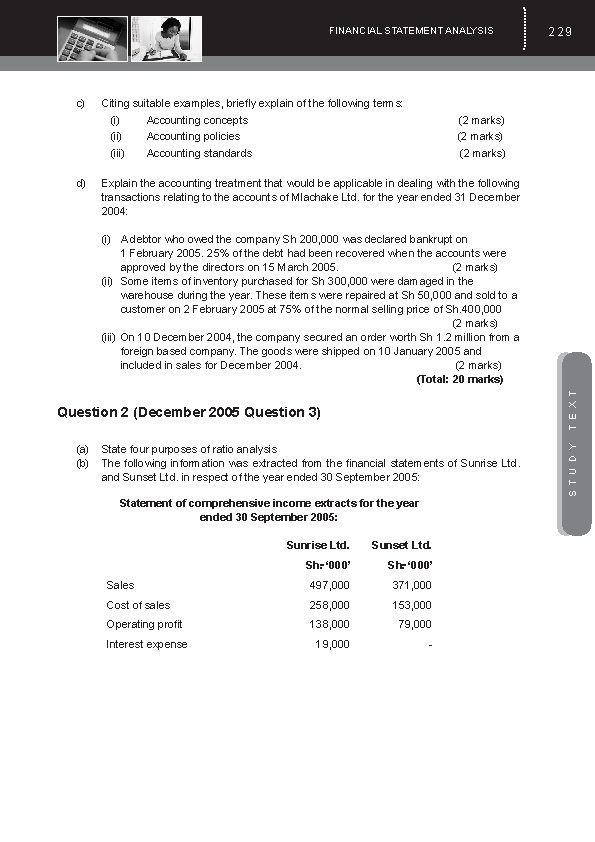 FINANCIAL STATEMENT ANALYSIS 229
c) Citing suitable examples, briefly explain of the following terms:
(i) Accounting concepts (2 marks)
(ii) Accounting policies (2 marks)
(iii) Accounting standards (2 marks)
d) Explain the accounting treatment that would be applicable in dealing with the following
transactions relating to the accounts of Mlachake Ltd. for the year ended 31 December
2004:
(i) A debtor who owed the company Sh 200,000 was declared bankrupt on
1 February 2005. 25% of the debt had been recovered when the accounts were
approved by the directors on 15 March 2005. (2 marks)
(ii) Some items of inventory purchased for Sh 300,000 were damaged in the
warehouse during the year. These items were repaired at Sh 50,000 and sold to a
customer on 2 February 2005 at 75% of the normal selling price of Sh.400,000
(2 marks)
(iii) On 10 December 2004, the company secured an order worth Sh 1.2 million from a
foreign based company. The goods were shipped on 10 January 2005 and
included in sales for December 2004. (2 marks)
(Total: 20 marks)
STUDY TEXT
Question 2 (December 2005 Question 3)
(a) State four purposes of ratio analysis
(b) The following information was extracted from the financial statements of Sunrise Ltd.
and Sunset Ltd. in respect of the year ended 30 September 2005:
Statement of comprehensive income extracts for the year
ended 30 September 2005:
Sunrise Ltd. Sunset Ltd.
Sh- ‘000’ Sh- ‘000’
Sales 497,000 371,000
Cost of sales 258,000 153,000
Operating profit 138,000 79,000
Interest expense 19,000 -